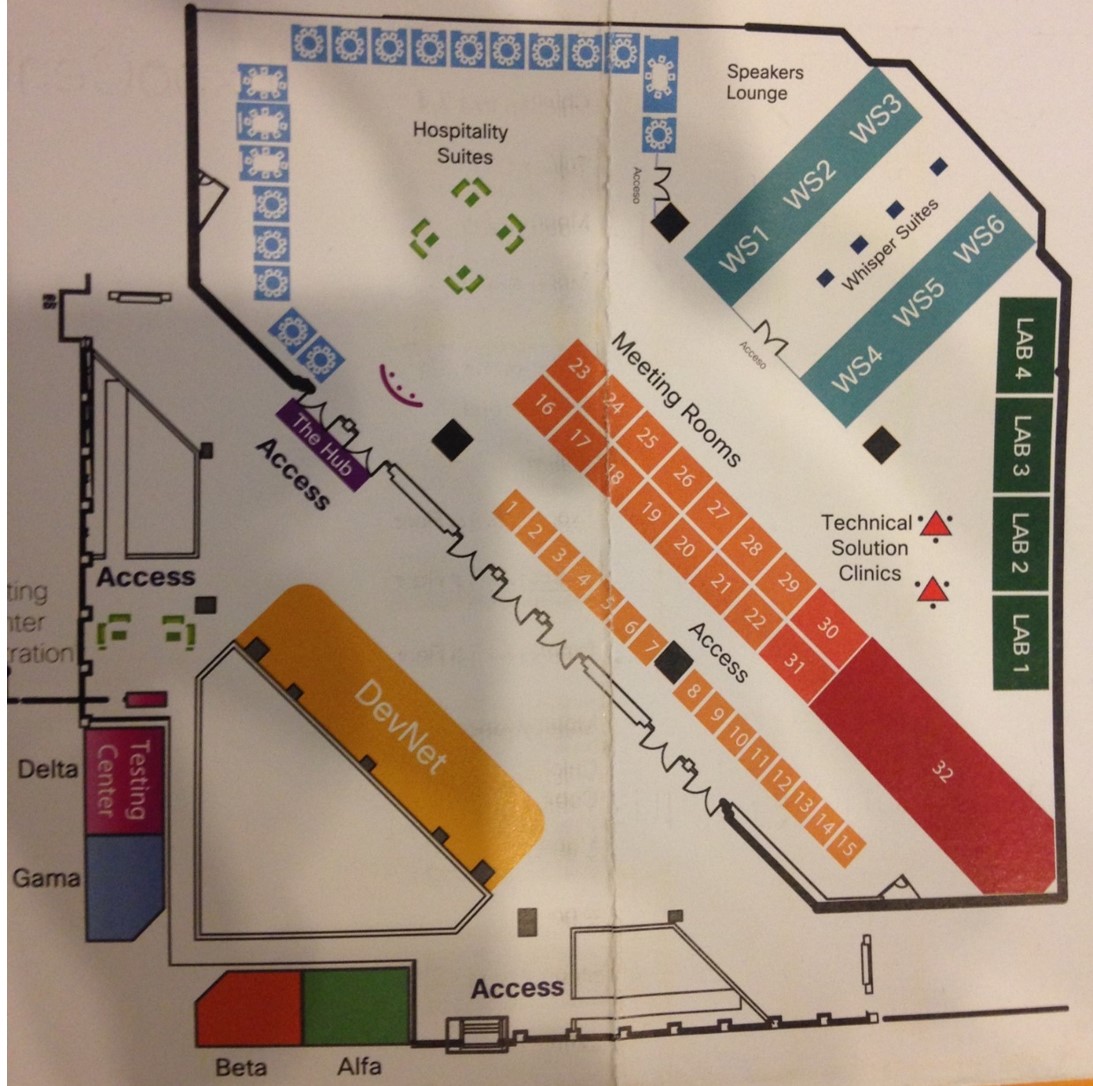 Speakers
Lounge
Hospitality
Suites
Acceso
WS3
WS2
WS1
Whisper Suites
WS6
WS5
WS4
Acceso
LAB 4
LAB 3
LAB 2
LAB 1
Meeting Rooms
23
24
25
26
27
28
29
30
16
17
18
19
20
21
22
31
32
The Hub
Access
1
2
3
4
5
6
7
Access
8
9
10
11
12
13
14
15
Technical
Solution
Clinics
Access
DevNet
Delta
Testing
Center
Gama
Access
Beta
Alfa